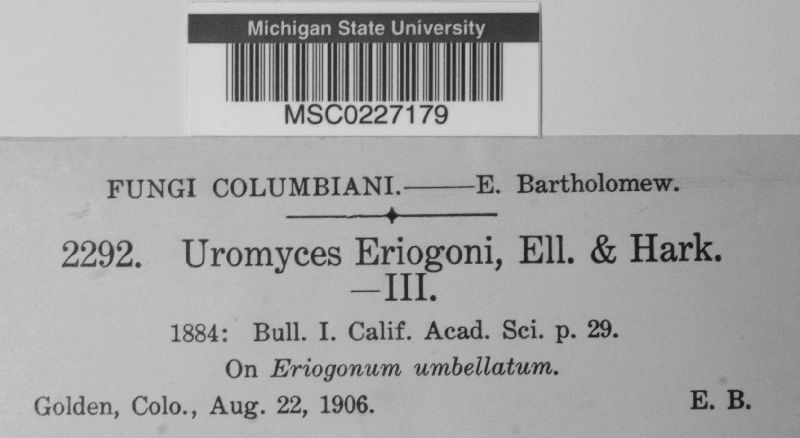 Michigan State University
MSC0227179
FUNGI COLUMBIANI.——E. Bartholomew.
2292. Uromyces Eriogoni, Ell. & Hark.
—III.
1884: Bull. I. Calif. Acad. Sci. p. 29.
On Eriogonum umbellatum.
Golden, Colo., Aug. 22, 1906. E. B.